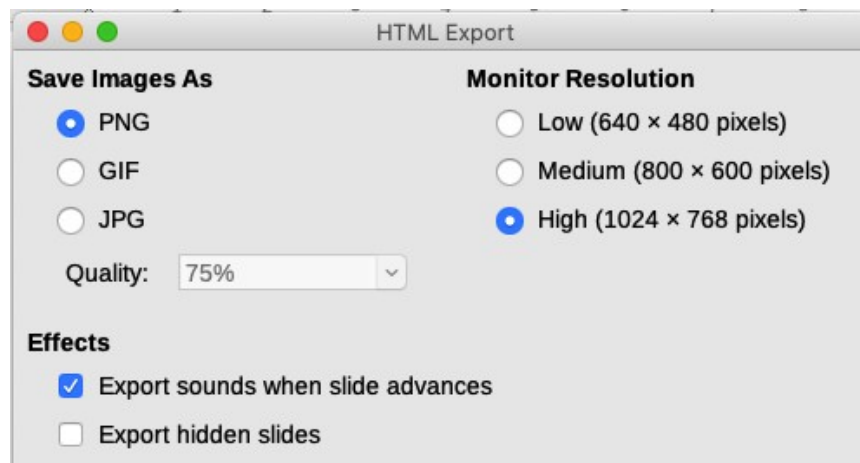 HTML Export
Save Images As
PNG
GIF
JPG
Quality: 75%
Monitor Resolution
Low (640 × 480 pixels)
Medium (800 × 600 pixels)
High (1024 × 768 pixels)
Effects
Export sounds when slide advances
Export hidden slides